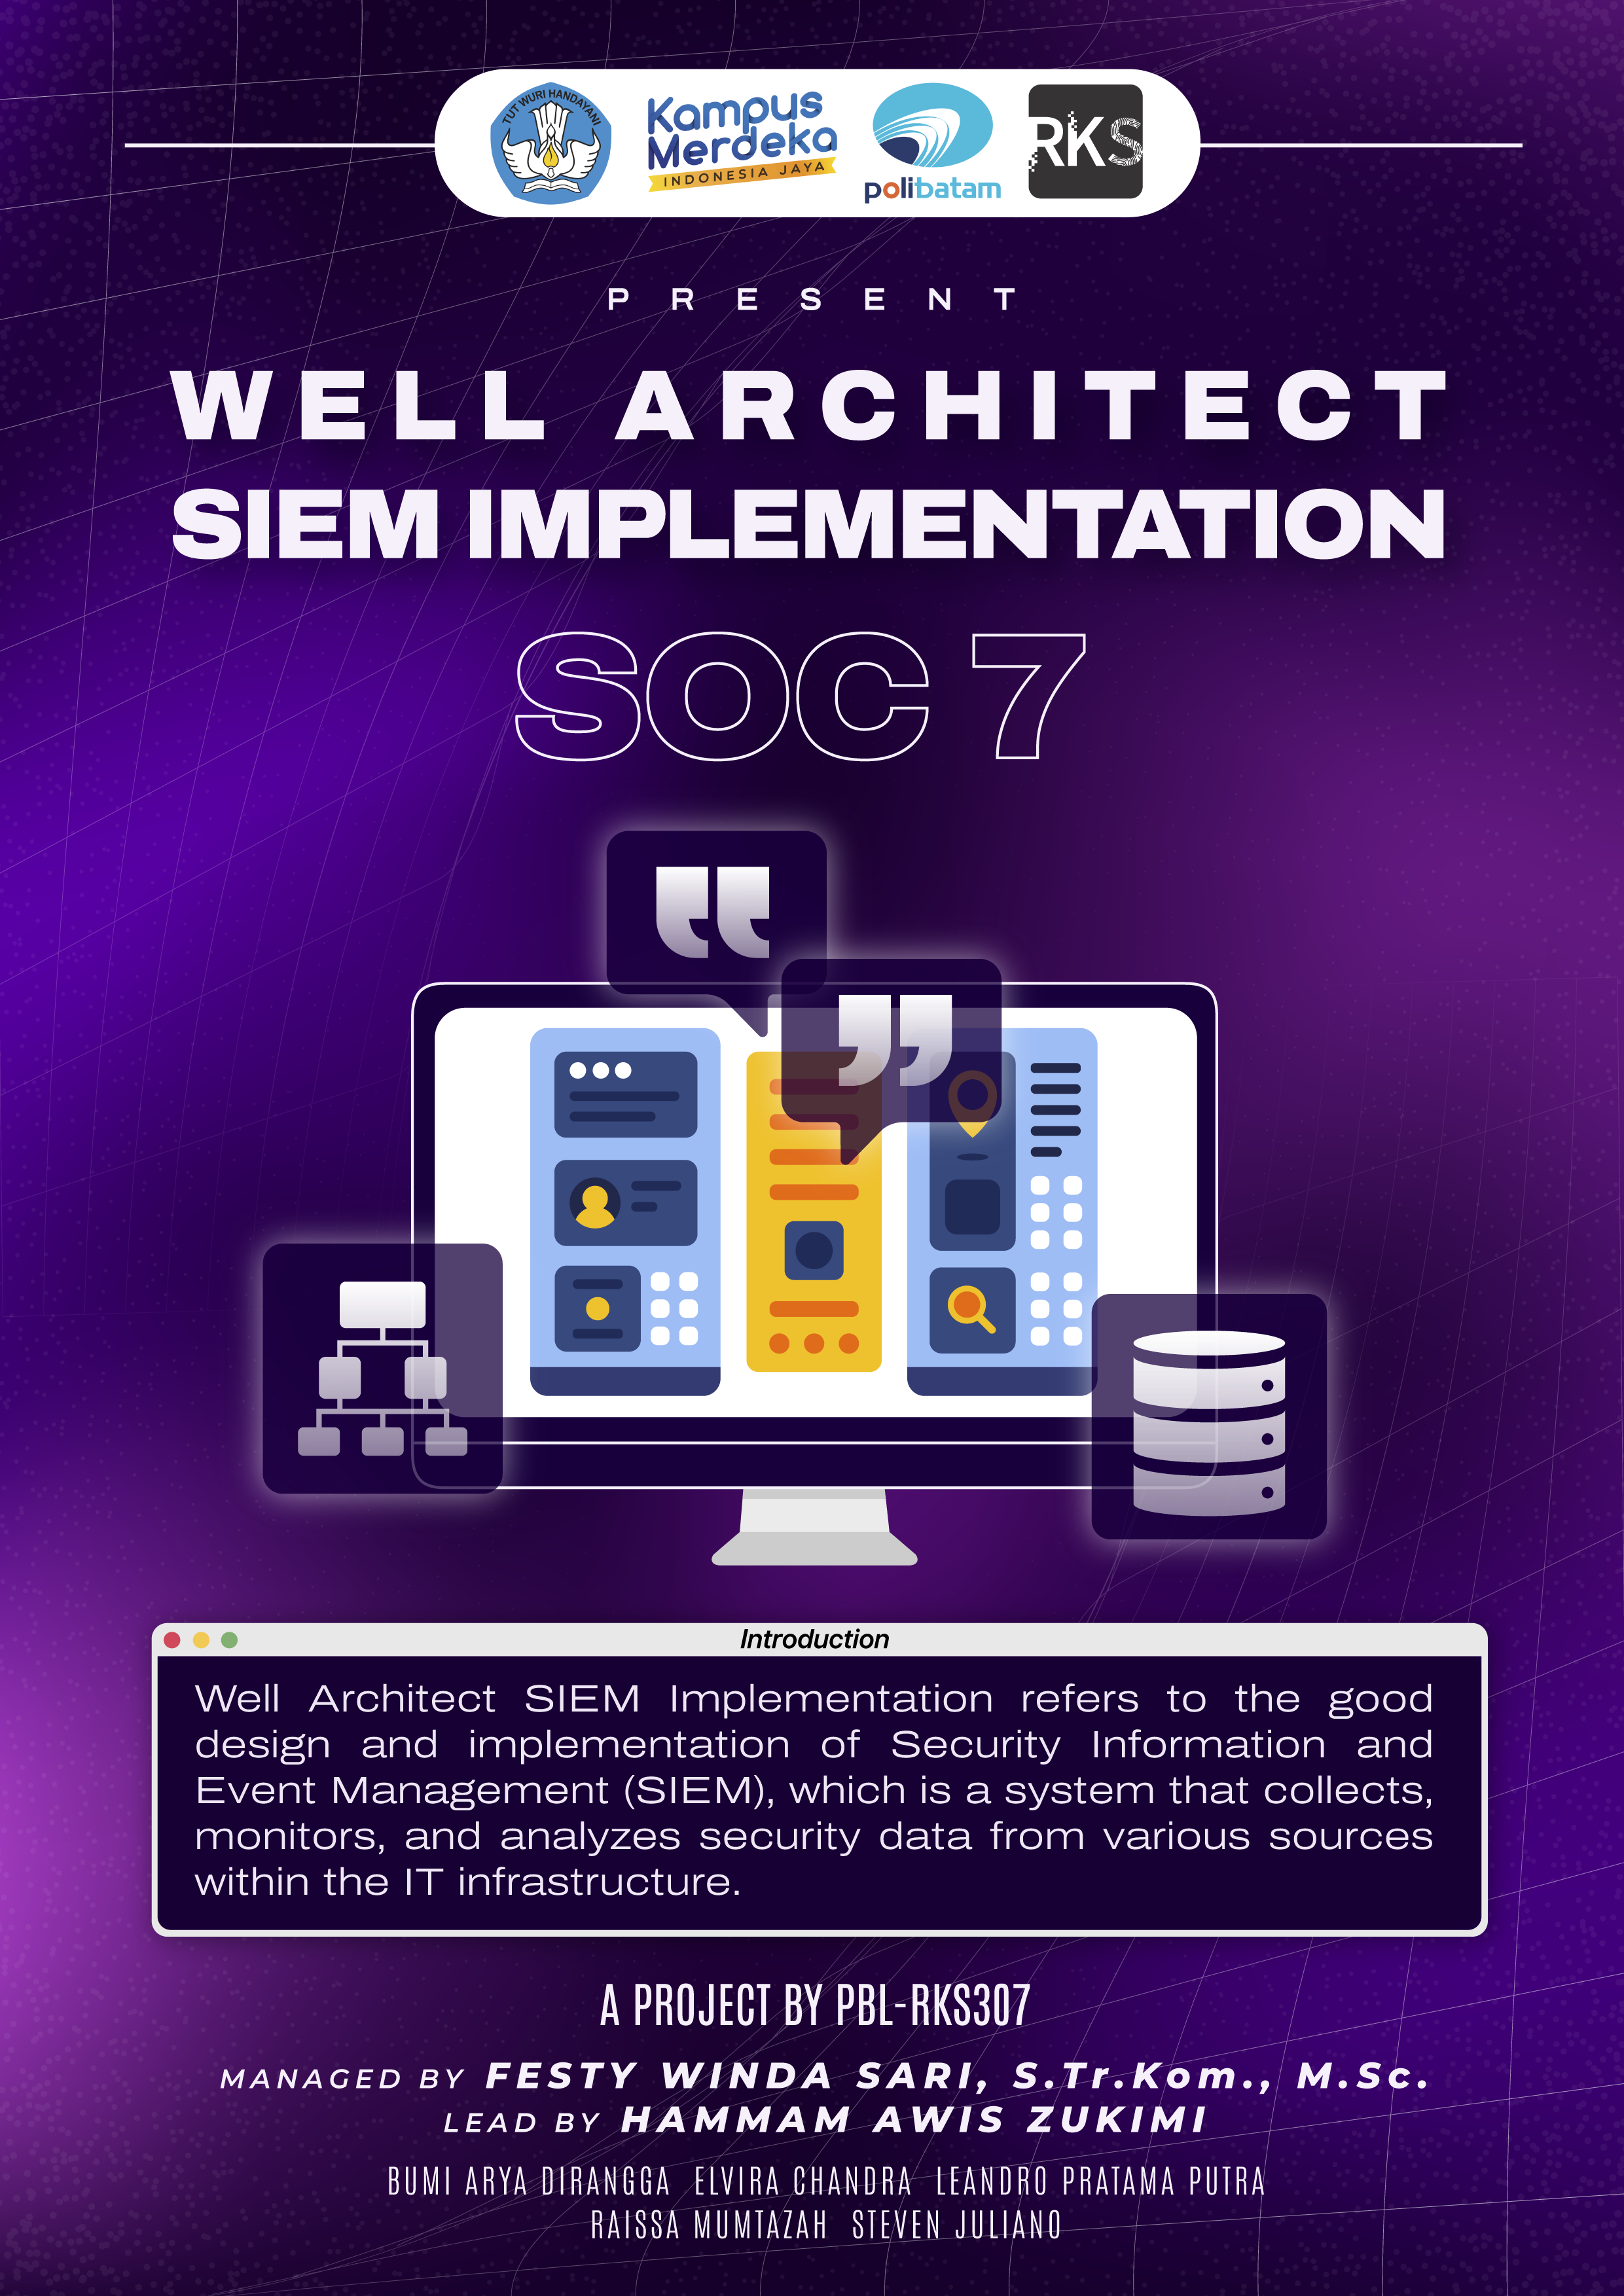 TUT WURI HANDAYANI
Kampus
Merdeka
INDONESIA JAYA
polibatam
RKS
PRESENT
WELL ARCHITECT
SIEM IMPLEMENTATION
SOC 7
Introduction
Well Architect SIEM Implementation refers to the good
design and implementation of Security Information and
Event Management (SIEM), which is a system that collects,
monitors, and analyzes security data from various sources
within the IT infrastructure.
A PROJECT BY PBL-RKS307
MANAGED BY FESTY WINDA SARI, S.Tr.Kom., M.Sc.
LEAD BY HAMMAM AWIS ZUKIMI
BUMI ARYA DIRANGGA ELVIRA CHANDRA LEANDRO PRATAMA PUTRA
RAISSA MUMTAZAH STEVEN JULIANO